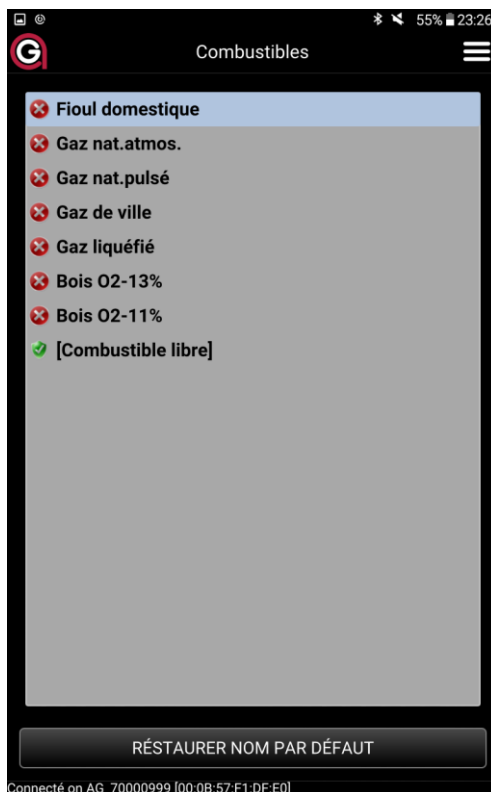 55% 23:26
G
Combustibles
Fioul domestique
Gaz nat.atmos.
Gaz nat.pulsé
Gaz de ville
Gaz liquéfié
Bois O2-13%
Bois O2-11%
[Combustible libre]
RÉSTAURER NOM PAR DÉFAUT
Connecté on AG_70000999 [00:0B:57:F1:DF:E0]